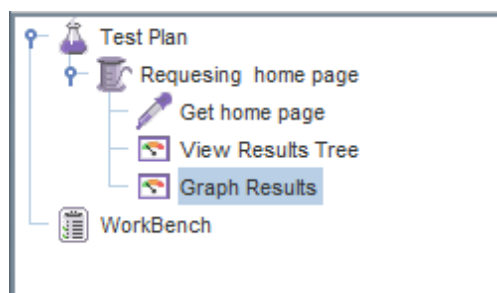 Test Plan
Requesing home page
Get home page
View Results Tree
Graph Results
WorkBench